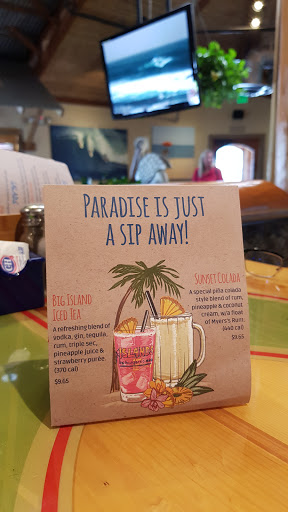 PARADISE IS JUST
A SIP AWAY!
BIG ISLAND
ICED TEA
A refreshing blend of
vodka, gin, tequila,
rum, triple sec,
pineapple juice &
strawberry purée.
(370 cal)
$9.65
SUNSET COLADA
A special piña colada
style blend of rum,
pineapple & coconut
cream, w/a float
of Myers's Rum.
(440 cal)
$9.65